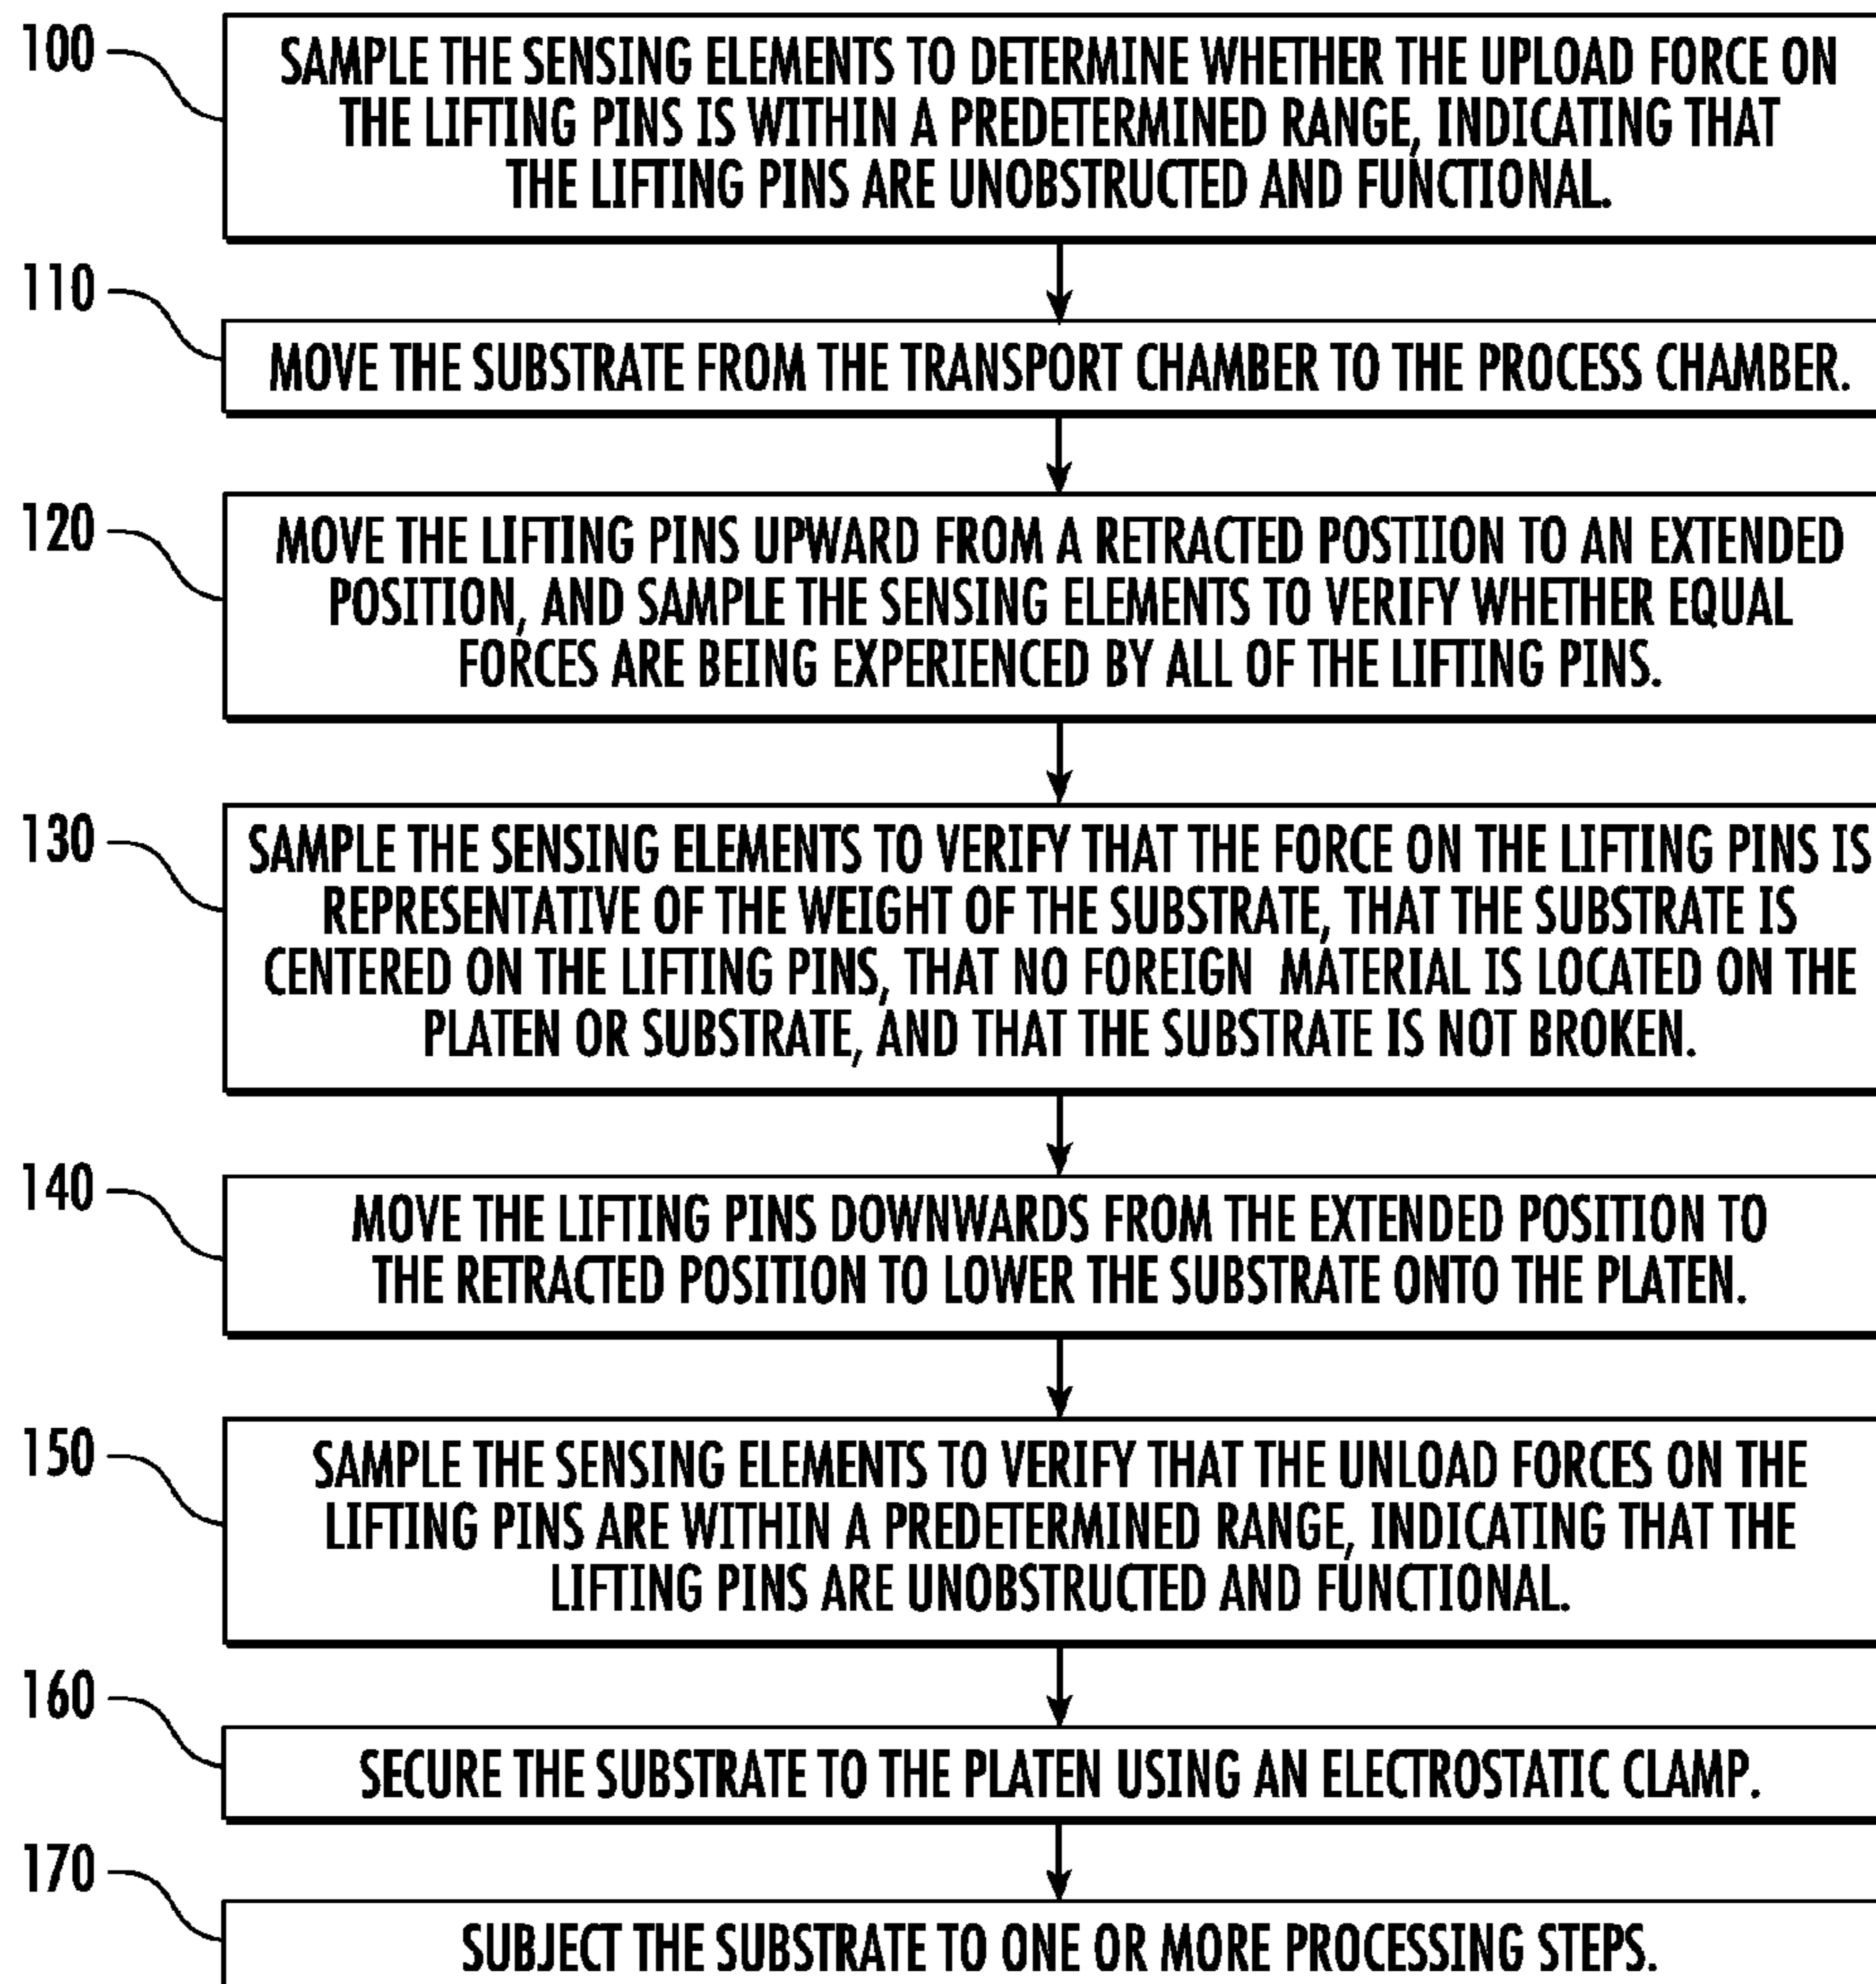 100
SAMPLE THE SENSING ELEMENTS TO DETERMINE WHETHER THE UPLOAD FORCE ON
THE LIFTING PINS IS WITHIN A PREDETERMINED RANGE, INDICATING THAT
THE LIFTING PINS ARE UNOBSTRUCTED AND FUNCTIONAL.
110
MOVE THE SUBSTRATE FROM THE TRANSPORT CHAMBER TO THE PROCESS CHAMBER.
120
MOVE THE LIFTING PINS UPWARD FROM A RETRACTED POSTIION TO AN EXTENDED
POSITION, AND SAMPLE THE SENSING ELEMENTS TO VERIFY WHETHER EQUAL
FORCES ARE BEING EXPERIENCED BY ALL OF THE LIFTING PINS.
130
SAMPLE THE SENSING ELEMENTS TO VERIFY THAT THE FORCE ON THE LIFTING PINS IS
REPRESENTATIVE OF THE WEIGHT OF THE SUBSTRATE, THAT THE SUBSTRATE IS
CENTERED ON THE LIFTING PINS, THAT NO FOREIGN MATERIAL IS LOCATED ON THE
PLATEN OR SUBSTRATE, AND THAT THE SUBSTRATE IS NOT BROKEN.
140
MOVE THE LIFTING PINS DOWNWARDS FROM THE EXTENDED POSITION TO
THE RETRACTED POSITION TO LOWER THE SUBSTRATE ONTO THE PLATEN.
150
SAMPLE THE SENSING ELEMENTS TO VERIFY THAT THE UNLOAD FORCES ON THE
LIFTING PINS ARE WITHIN A PREDETERMINED RANGE, INDICATING THAT THE
LIFTING PINS ARE UNOBSTRUCTED AND FUNCTIONAL.
160
SECURE THE SUBSTRATE TO THE PLATEN USING AN ELECTROSTATIC CLAMP.
170
SUBJECT THE SUBSTRATE TO ONE OR MORE PROCESSING STEPS.